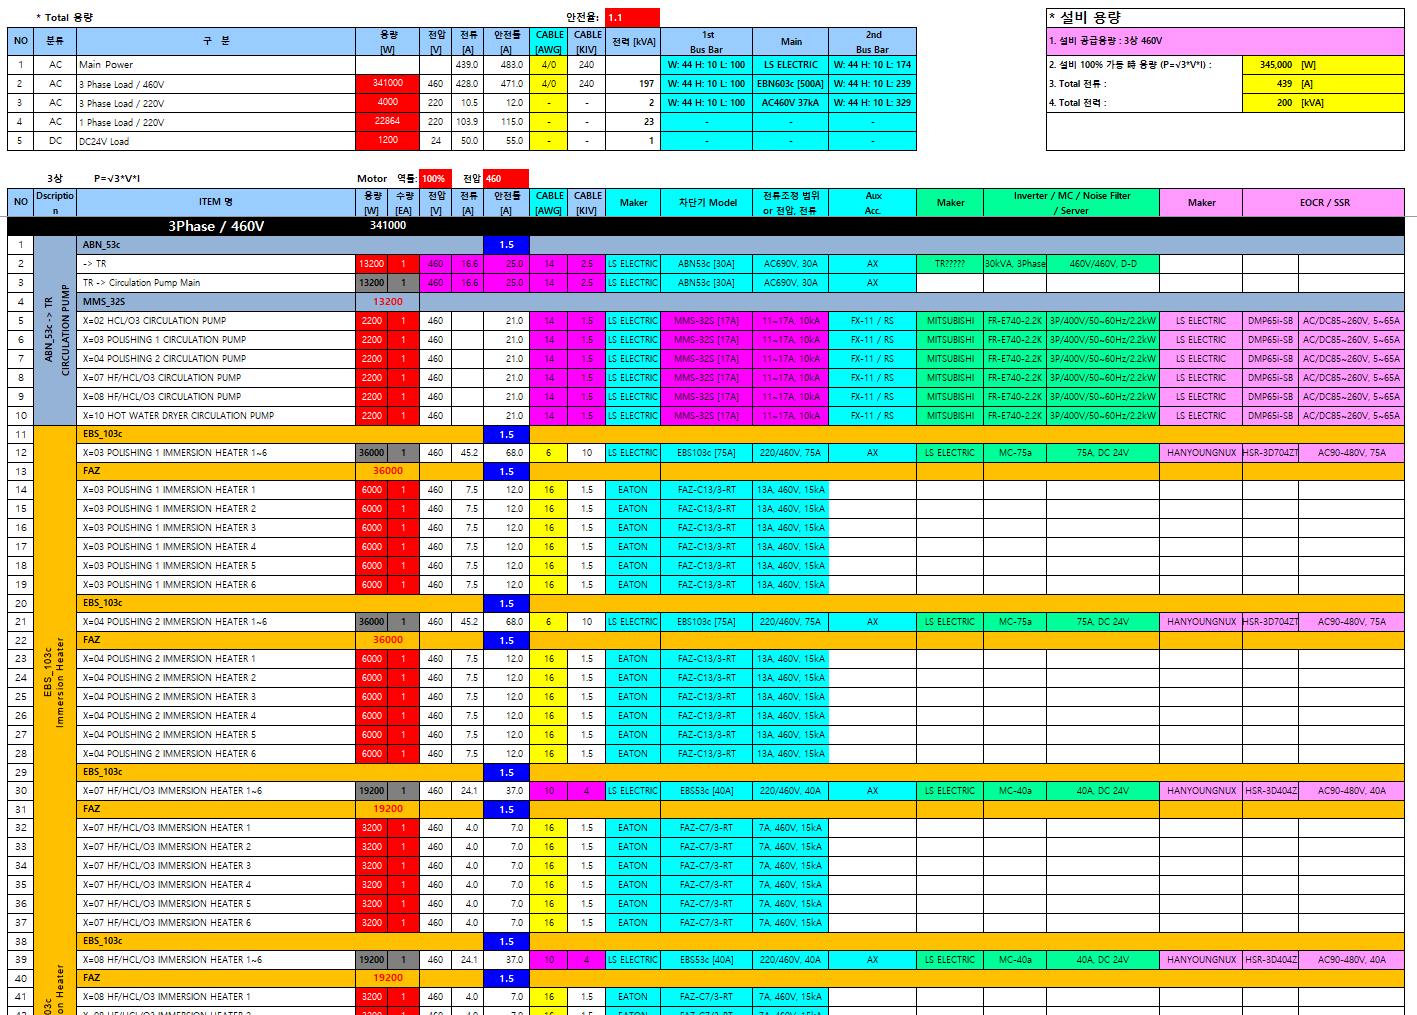 * Total 용량 안전율: 1.1
NO 분류 구 분 용량 [W] 전압 [V] 전류 [A] 안전률 [A] CABLE [AWG] CABLE [KIV] 전력 [kVA] 1st Bus Bar Main 2nd Bus Bar
1 AC Main Power 439.0 483.0 4/0 240 W: 44 H: 10 L: 100 LS ELECTRIC W: 44 H: 10 L: 174
2 AC 3 Phase Load / 460V 341000 460 428.0 471.0 4/0 240 197 W: 44 H: 10 L: 100 EBN603c [500A] W: 44 H: 10 L: 239
3 AC 3 Phase Load / 220V 4000 220 10.5 12.0 - - 2 W: 44 H: 10 L: 100 AC460V 37kA W: 44 H: 10 L: 329
4 AC 1 Phase Load / 220V 22864 220 103.9 115.0 - - 23 - - -
5 DC DC24V Load 1200 24 50.0 55.0 - - 1 - - -
* 설비 용량
1. 설비 공급용량 : 3상 460V
2. 설비 100% 가동 時 용량 (P=√3*V*I) : 345,000 [W]
3. Total 전류 : 439 [A]
4. Total 전력 : 200 [kVA]
3상 P=√3*V*I Motor 역률: 100% 전압 460
NO Dscription ITEM 명 용량 [W] 수량 [EA] 전압 [V] 전류 [A] 안전률 [A] CABLE [AWG] CABLE [KIV] Maker 차단기 Model 전류조정 범위 or 전압, 전류 Aux Acc. Maker Inverter / MC / Noise Filter / Server Maker EOCR / SSR
3Phase / 460V 341000
ABN_53c -> TR
CIRCULATION PUMP
1 ABN_53c 1.5
2 -> TR 13200 1 460 16.6 25.0 14 2.5 LS ELECTRIC ABN53c [30A] AC690V, 30A AX TR????? 30kVA, 3Phase 460V/460V, D-D
3 TR -> Circulation Pump Main 13200 1 460 16.6 25.0 14 2.5 LS ELECTRIC ABN53c [30A] AC690V, 30A AX
4 MMS_32S 13200
5 X=02 HCL/O3 CIRCULATION PUMP 2200 1 460 21.0 14 1.5 LS ELECTRIC MMS-32S [17A] 11~17A, 10kA FX-11 / RS MITSUBISHI FR-E740-2.2K 3P/400V/50~60Hz/2.2kW LS ELECTRIC DMP65i-SB AC/DC85~260V, 5~65A
6 X=03 POLISHING 1 CIRCULATION PUMP 2200 1 460 21.0 14 1.5 LS ELECTRIC MMS-32S [17A] 11~17A, 10kA FX-11 / RS MITSUBISHI FR-E740-2.2K 3P/400V/50~60Hz/2.2kW LS ELECTRIC DMP65i-SB AC/DC85~260V, 5~65A
7 X=04 POLISHING 2 CIRCULATION PUMP 2200 1 460 21.0 14 1.5 LS ELECTRIC MMS-32S [17A] 11~17A, 10kA FX-11 / RS MITSUBISHI FR-E740-2.2K 3P/400V/50~60Hz/2.2kW LS ELECTRIC DMP65i-SB AC/DC85~260V, 5~65A
8 X=07 HF/HCL/O3 CIRCULATION PUMP 2200 1 460 21.0 14 1.5 LS ELECTRIC MMS-32S [17A] 11~17A, 10kA FX-11 / RS MITSUBISHI FR-E740-2.2K 3P/400V/50~60Hz/2.2kW LS ELECTRIC DMP65i-SB AC/DC85~260V, 5~65A
9 X=08 HF/HCL/O3 CIRCULATION PUMP 2200 1 460 21.0 14 1.5 LS ELECTRIC MMS-32S [17A] 11~17A, 10kA FX-11 / RS MITSUBISHI FR-E740-2.2K 3P/400V/50~60Hz/2.2kW LS ELECTRIC DMP65i-SB AC/DC85~260V, 5~65A
10 X=10 HOT WATER DRYER CIRCULATION PUMP 2200 1 460 21.0 14 1.5 LS ELECTRIC MMS-32S [17A] 11~17A, 10kA FX-11 / RS MITSUBISHI FR-E740-2.2K 3P/400V/50~60Hz/2.2kW LS ELECTRIC DMP65i-SB AC/DC85~260V, 5~65A
EBS_103c
Immersion Heater
11 EBS_103c 1.5
12 X=03 POLISHING 1 IMMERSION HEATER 1~6 36000 1 460 45.2 68.0 6 10 LS ELECTRIC EBS103c [75A] 220/460V, 75A AX LS ELECTRIC MC-75a 75A, DC 24V HANYOUNGNUX HSR-3D704ZT AC90-480V, 75A
13 FAZ 36000 1.5
14 X=03 POLISHING 1 IMMERSION HEATER 1 6000 1 460 7.5 12.0 16 1.5 EATON FAZ-C13/3-RT 13A, 460V, 15kA
15 X=03 POLISHING 1 IMMERSION HEATER 2 6000 1 460 7.5 12.0 16 1.5 EATON FAZ-C13/3-RT 13A, 460V, 15kA
16 X=03 POLISHING 1 IMMERSION HEATER 3 6000 1 460 7.5 12.0 16 1.5 EATON FAZ-C13/3-RT 13A, 460V, 15kA
17 X=03 POLISHING 1 IMMERSION HEATER 4 6000 1 460 7.5 12.0 16 1.5 EATON FAZ-C13/3-RT 13A, 460V, 15kA
18 X=03 POLISHING 1 IMMERSION HEATER 5 6000 1 460 7.5 12.0 16 1.5 EATON FAZ-C13/3-RT 13A, 460V, 15kA
19 X=03 POLISHING 1 IMMERSION HEATER 6 6000 1 460 7.5 12.0 16 1.5 EATON FAZ-C13/3-RT 13A, 460V, 15kA
20 EBS_103c 1.5
21 X=04 POLISHING 2 IMMERSION HEATER 1~6 36000 1 460 45.2 68.0 6 10 LS ELECTRIC EBS103c [75A] 220/460V, 75A AX LS ELECTRIC MC-75a 75A, DC 24V HANYOUNGNUX HSR-3D704ZT AC90-480V, 75A
22 FAZ 36000 1.5
23 X=04 POLISHING 2 IMMERSION HEATER 1 6000 1 460 7.5 12.0 16 1.5 EATON FAZ-C13/3-RT 13A, 460V, 15kA
24 X=04 POLISHING 2 IMMERSION HEATER 2 6000 1 460 7.5 12.0 16 1.5 EATON FAZ-C13/3-RT 13A, 460V, 15kA
25 X=04 POLISHING 2 IMMERSION HEATER 3 6000 1 460 7.5 12.0 16 1.5 EATON FAZ-C13/3-RT 13A, 460V, 15kA
26 X=04 POLISHING 2 IMMERSION HEATER 4 6000 1 460 7.5 12.0 16 1.5 EATON FAZ-C13/3-RT 13A, 460V, 15kA
27 X=04 POLISHING 2 IMMERSION HEATER 5 6000 1 460 7.5 12.0 16 1.5 EATON FAZ-C13/3-RT 13A, 460V, 15kA
28 X=04 POLISHING 2 IMMERSION HEATER 6 6000 1 460 7.5 12.0 16 1.5 EATON FAZ-C13/3-RT 13A, 460V, 15kA
29 EBS_103c 1.5
30 X=07 HF/HCL/O3 IMMERSION HEATER 1~6 19200 1 460 24.1 37.0 10 4 LS ELECTRIC EBS53c [40A] 220/460V, 40A AX LS ELECTRIC MC-40a 40A, DC 24V HANYOUNGNUX HSR-3D404Z AC90-480V, 40A
31 FAZ 19200 1.5
32 X=07 HF/HCL/O3 IMMERSION HEATER 1 3200 1 460 4.0 7.0 16 1.5 EATON FAZ-C7/3-RT 7A, 460V, 15kA
33 X=07 HF/HCL/O3 IMMERSION HEATER 2 3200 1 460 4.0 7.0 16 1.5 EATON FAZ-C7/3-RT 7A, 460V, 15kA
34 X=07 HF/HCL/O3 IMMERSION HEATER 3 3200 1 460 4.0 7.0 16 1.5 EATON FAZ-C7/3-RT 7A, 460V, 15kA
35 X=07 HF/HCL/O3 IMMERSION HEATER 4 3200 1 460 4.0 7.0 16 1.5 EATON FAZ-C7/3-RT 7A, 460V, 15kA
36 X=07 HF/HCL/O3 IMMERSION HEATER 5 3200 1 460 4.0 7.0 16 1.5 EATON FAZ-C7/3-RT 7A, 460V, 15kA
37 X=07 HF/HCL/O3 IMMERSION HEATER 6 3200 1 460 4.0 7.0 16 1.5 EATON FAZ-C7/3-RT 7A, 460V, 15kA
38 EBS_103c 1.5
39 X=08 HF/HCL/O3 IMMERSION HEATER 1~6 19200 1 460 24.1 37.0 10 4 LS ELECTRIC EBS53c [40A] 220/460V, 40A AX LS ELECTRIC MC-40a 40A, DC 24V HANYOUNGNUX HSR-3D404Z AC90-480V, 40A
40 FAZ 19200 1.5
41 X=08 HF/HCL/O3 IMMERSION HEATER 1 3200 1 460 4.0 7.0 16 1.5 EATON FAZ-C7/3-RT 7A, 460V, 15kA
03c
on Heater